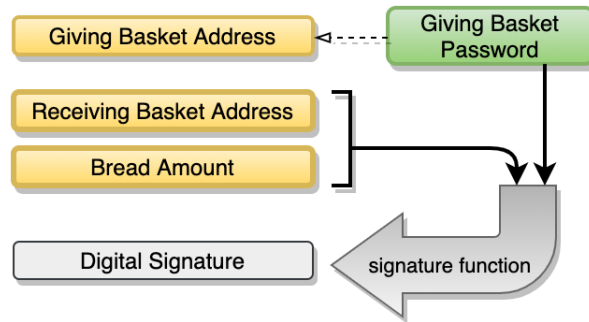 Giving Basket Address
Giving Basket
Password
Receiving Basket Address
Bread Amount
Digital Signature
signature function